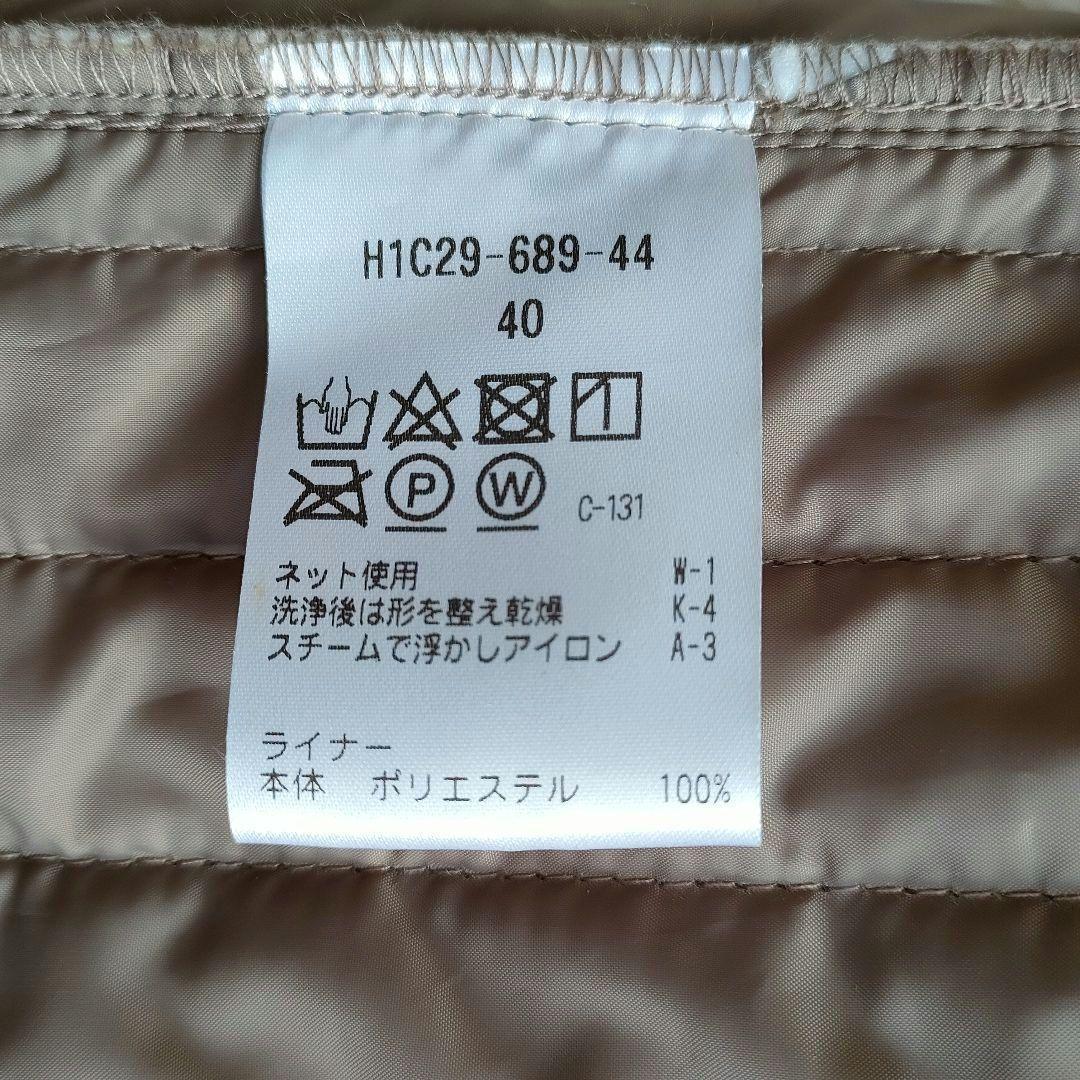 H1C29-689-44
40
P W C-131
ネット使用 W-1
洗浄後は形を整え乾燥 K-4
スチームで浮かしアイロン A-3
ライナー
本体 ポリエステル 100%